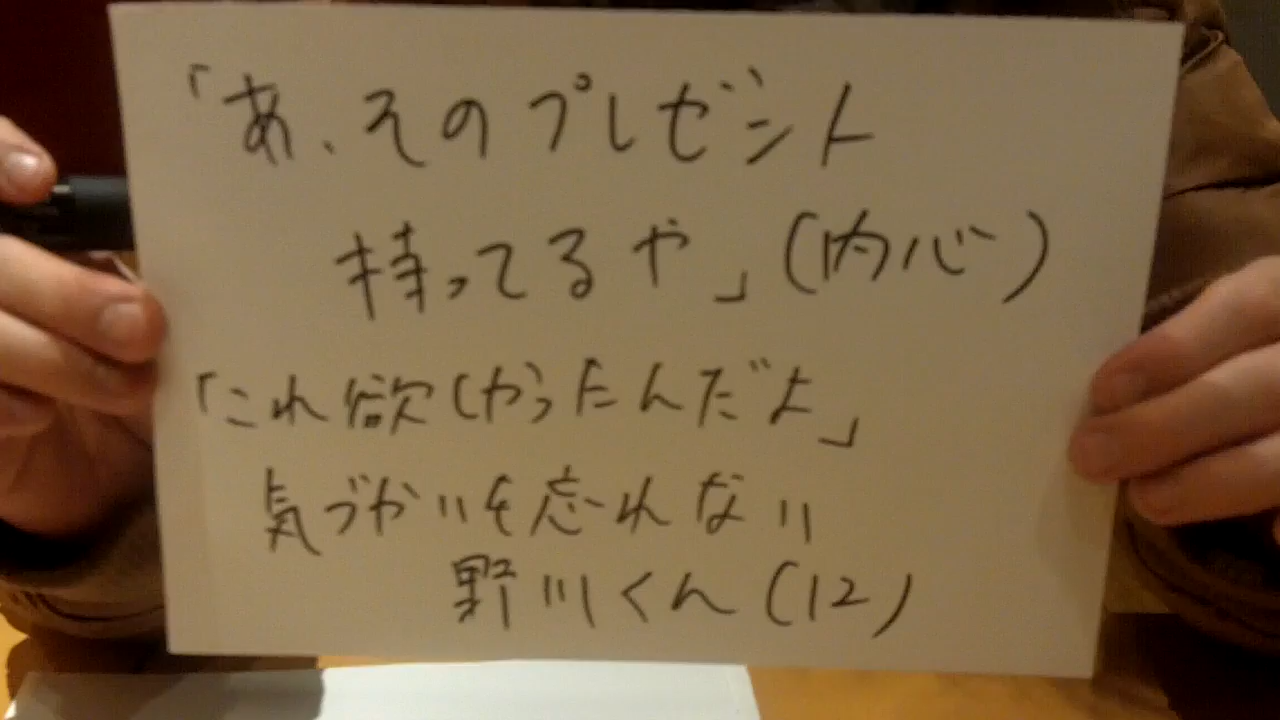 「あ、そのプレゼント
持ってるや」(内心)
「これ欲しかったんだよ」
気づかいを忘れない
野川くん(12)